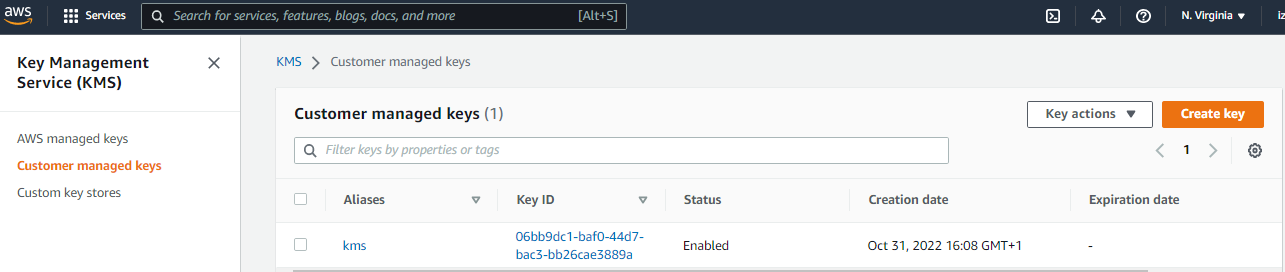 aws Services Search for services, features, blogs, docs, and more [Alt+S] N. Virginia iz
Key Management
Service (KMS)
AWS managed keys
Customer managed keys
Custom key stores
KMS Customer managed keys
Customer managed keys (1) Key actions Create key
Filter keys by properties or tags 1
Aliases Key ID Status Creation date Expiration date
kms 06bb9dc1-baf0-44d7- Enabled Oct 31, 2022 16:08 GMT+1 -
bac3-bb26cae3889a